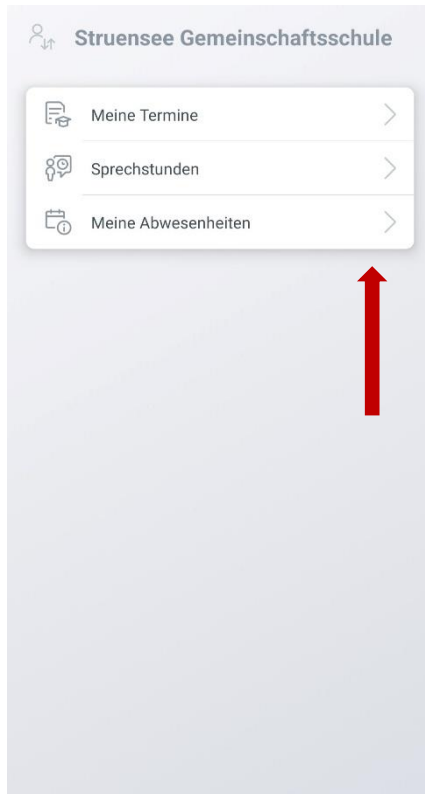 Struensee Gemeinschaftsschule
Meine Termine
Sprechstunden
Meine Abwesenheiten